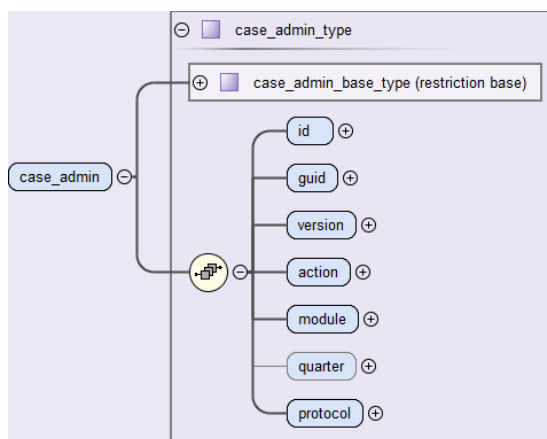 case_admin_type
case_admin_base_type (restriction base)
id
guid
case_admin
version
action
module
quarter
protocol